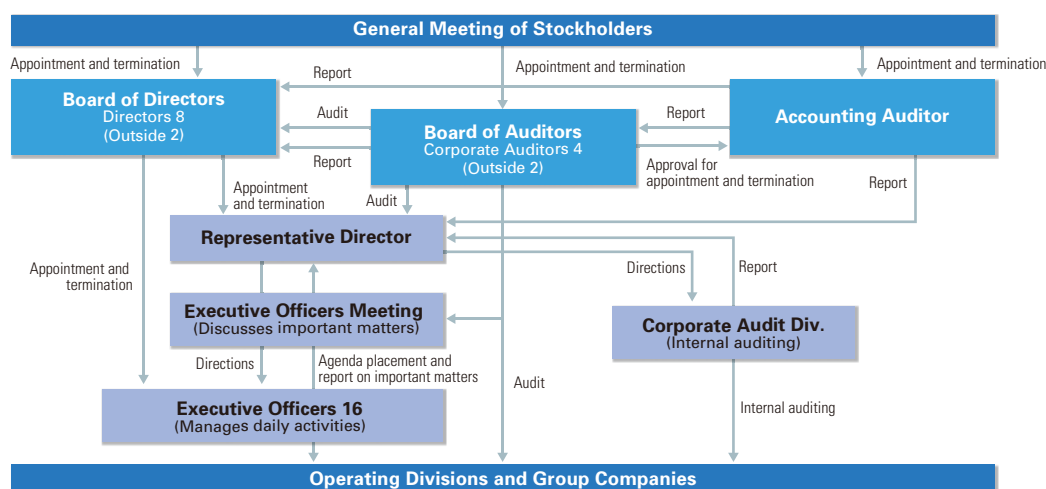 General Meeting of Stockholders
Appointment and termination
Appointment and termination
Appointment and termination
Report
Board of Directors
Directors 8
(Outside 2)
Audit
Report
Board of Auditors
Corporate Auditors 4
(Outside 2)
Report
Approval for
appointment and termination
Accounting Auditor
Report
Appointment
and termination
Audit
Representative Director
Appointment and
termination
Directions
Report
Executive Officers Meeting
(Discusses important matters)
Corporate Audit Div.
(Internal auditing)
Directions
Agenda placement and
report on important matters
Audit
Executive Officers 16
(Manages daily activities)
Internal auditing
Operating Divisions and Group Companies